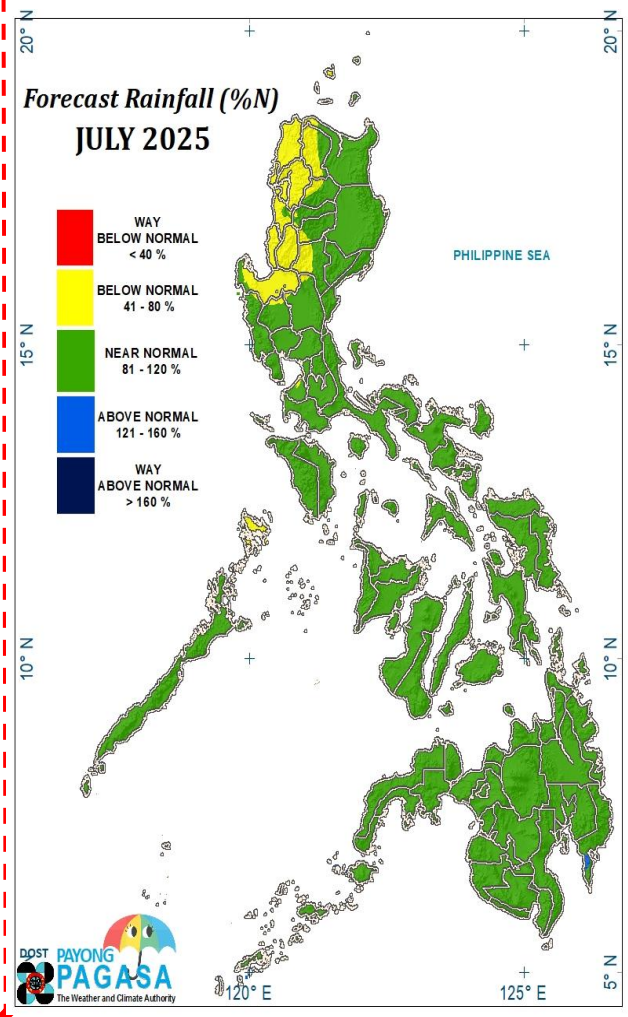 Forecast Rainfall (%N)
JULY 2025
WAY
BELOW NORMAL
< 40 %
BELOW NORMAL
41 - 80 %
NEAR NORMAL
81 - 120 %
ABOVE NORMAL
121 - 160 %
WAY
ABOVE NORMAL
> 160 %
PHILIPPINE SEA
20° N
20° N
15° N
15° N
10° N
10° N
5° N
120° E
125° E
DOST
PAYONG
PAGASA
The Weather and Climate Authority